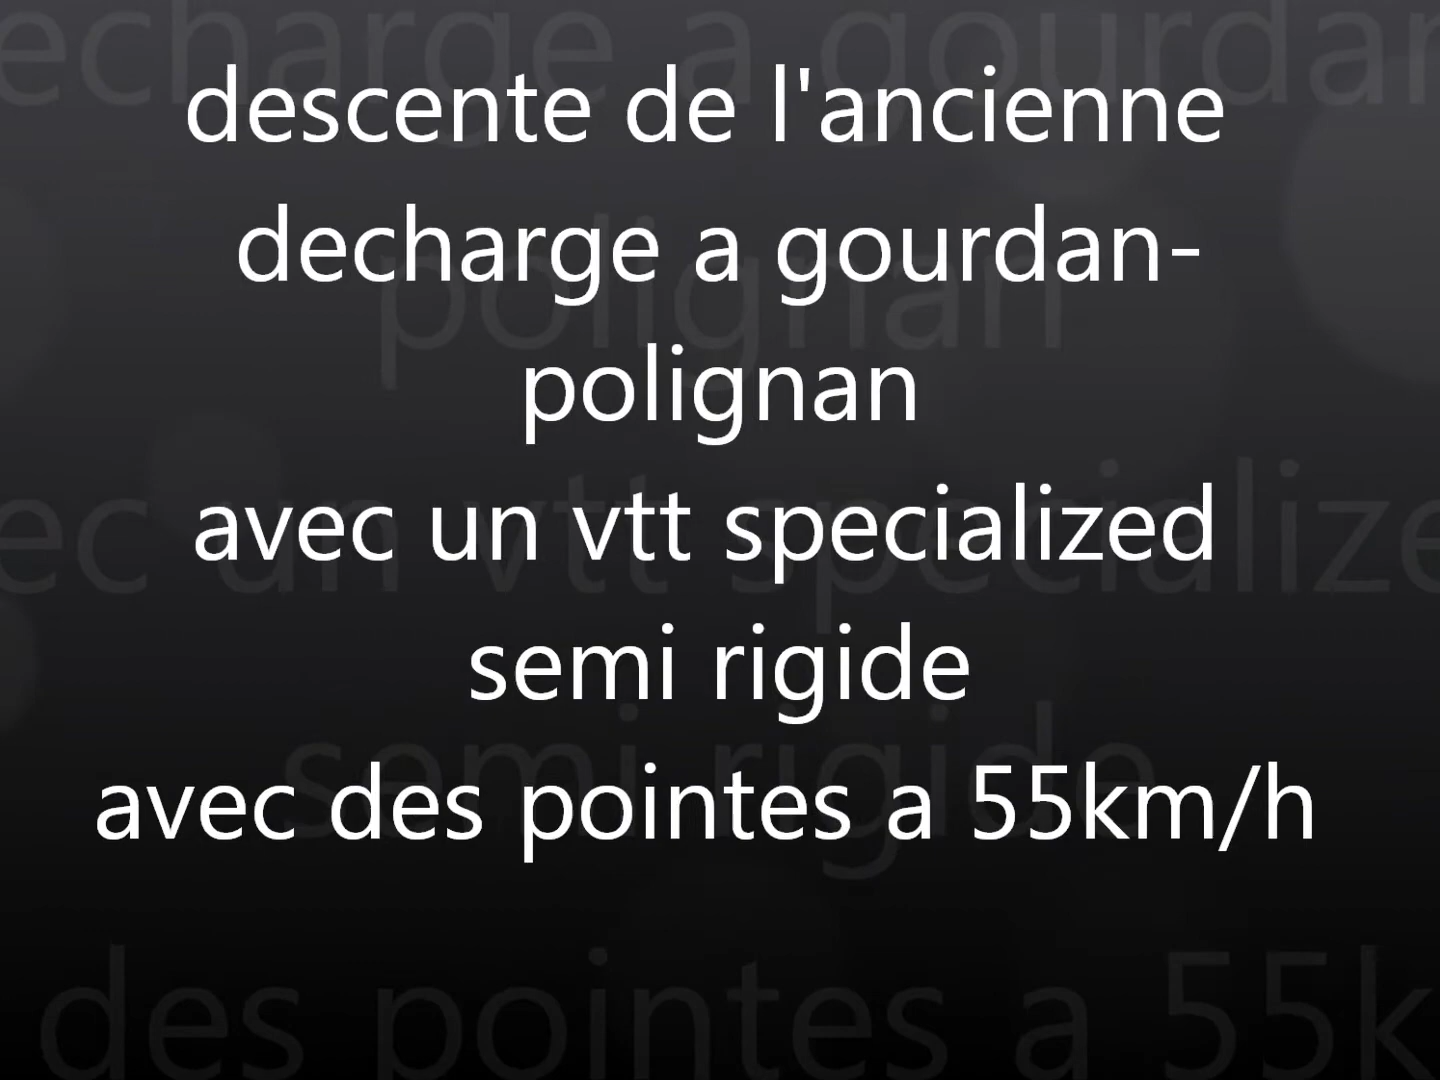 descente de l'ancienne
decharge a gourdan-
polignan
avec un vtt specialized
semi rigide
avec des pointes a 55km/h